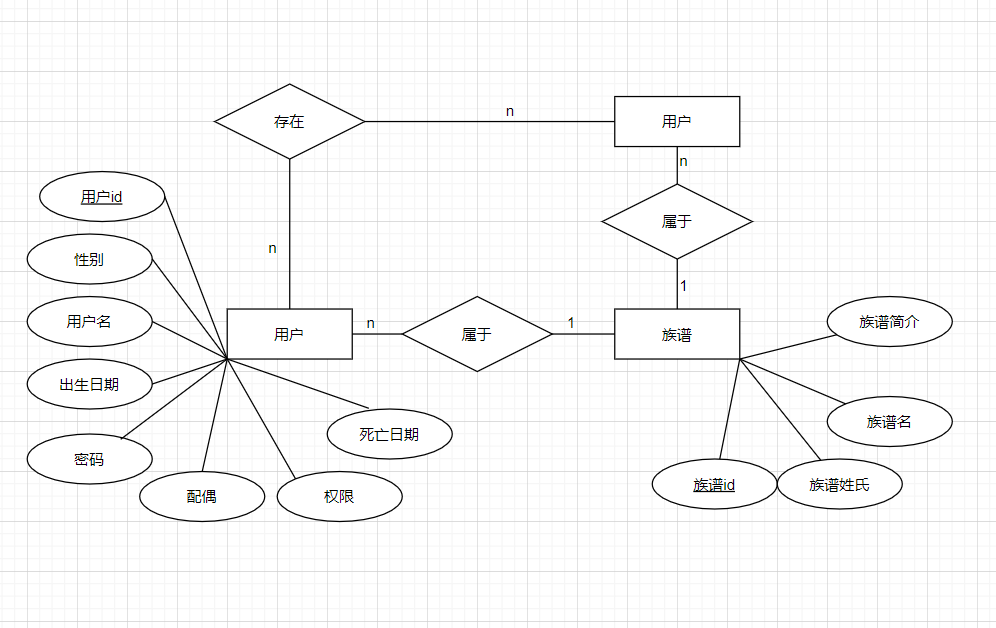 存在
n
用户
n
用户id
属于
n
性别
1
用户名
用户
n
属于
1
族谱
族谱简介
出生日期
死亡日期
族谱名
密码
配偶
权限
族谱id
族谱姓氏